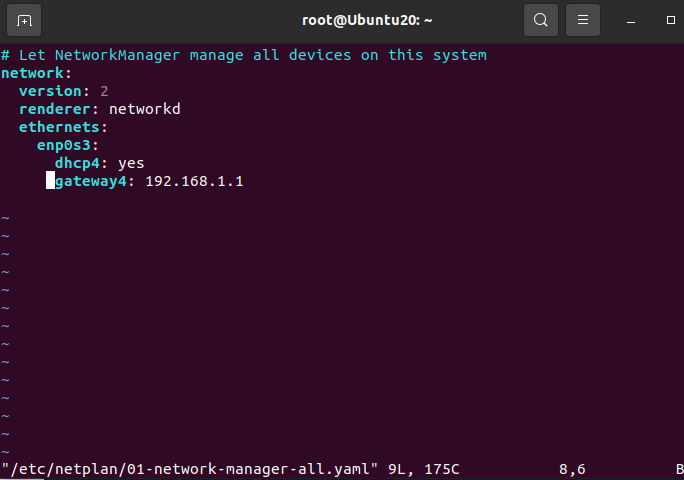 root@Ubuntu20: ~
# Let NetworkManager manage all devices on this system
network:
  version: 2
  renderer: networkd
  ethernets:
    enp0s3:
      dhcp4: yes
      gateway4: 192.168.1.1
~
~
~
~
~
~
~
~
~
~
~
~
~
~
"/etc/netplan/01-network-manager-all.yaml" 9L, 175C 8,6 B